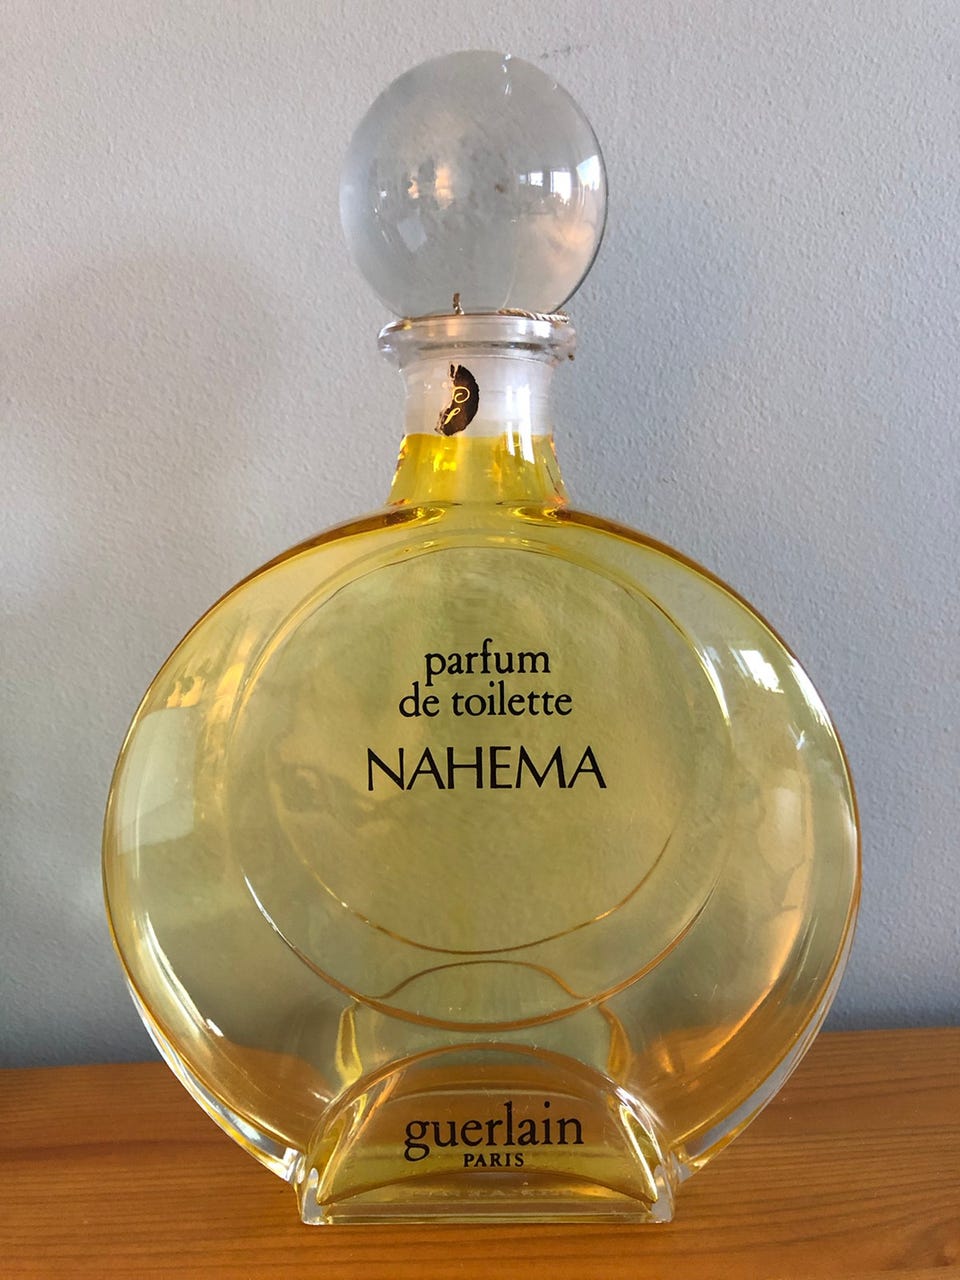 parfum
de toilette
NAHEMA
guerlain
PARIS